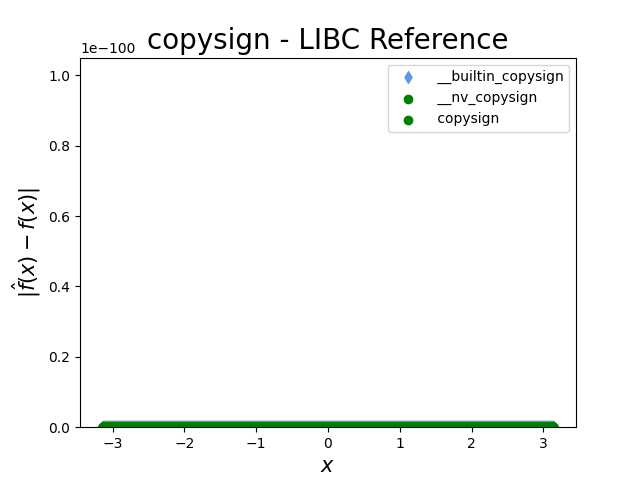 copysign - LIBC Reference
1e−100
1.0
0.8
0.6
0.4
0.2
0.0
|f̂(x) − f(x)|
__builtin_copysign
__nv_copysign
copysign
−3 −2 −1 0 1 2 3
x